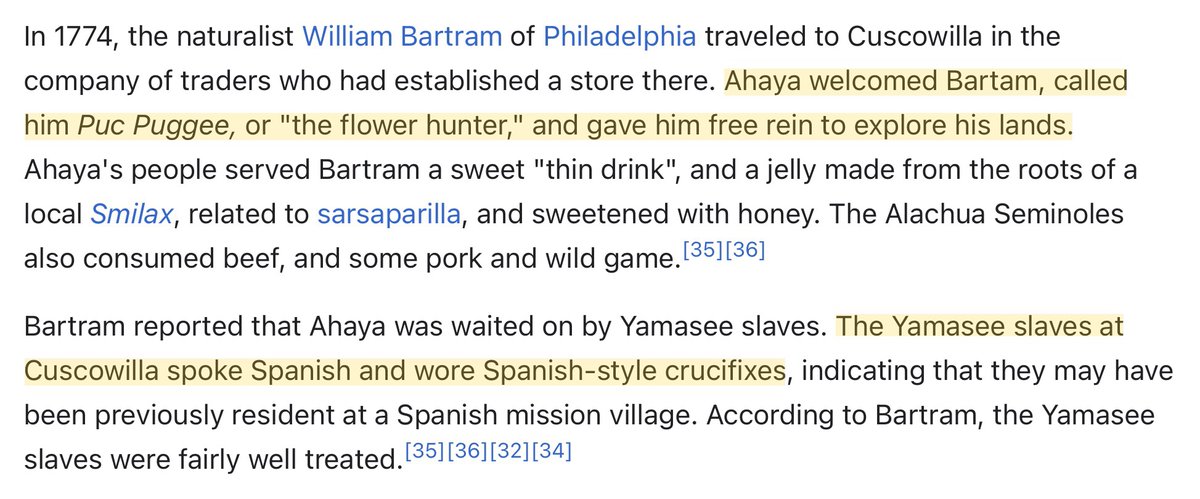 In 1774, the naturalist William Bartram of Philadelphia traveled to Cuscowilla in the
company of traders who had established a store there. Ahaya welcomed Bartam, called
him Puc Puggee, or "the flower hunter," and gave him free rein to explore his lands.
Ahaya's people served Bartram a sweet "thin drink", and a jelly made from the roots of a
local Smilax, related to sarsaparilla, and sweetened with honey. The Alachua Seminoles
also consumed beef, and some pork and wild game.[35][36]
Bartram reported that Ahaya was waited on by Yamasee slaves. The Yamasee slaves at
Cuscowilla spoke Spanish and wore Spanish-style crucifixes, indicating that they may have
been previously resident at a Spanish mission village. According to Bartram, the Yamasee
slaves were fairly well treated.[35][36][32][34]